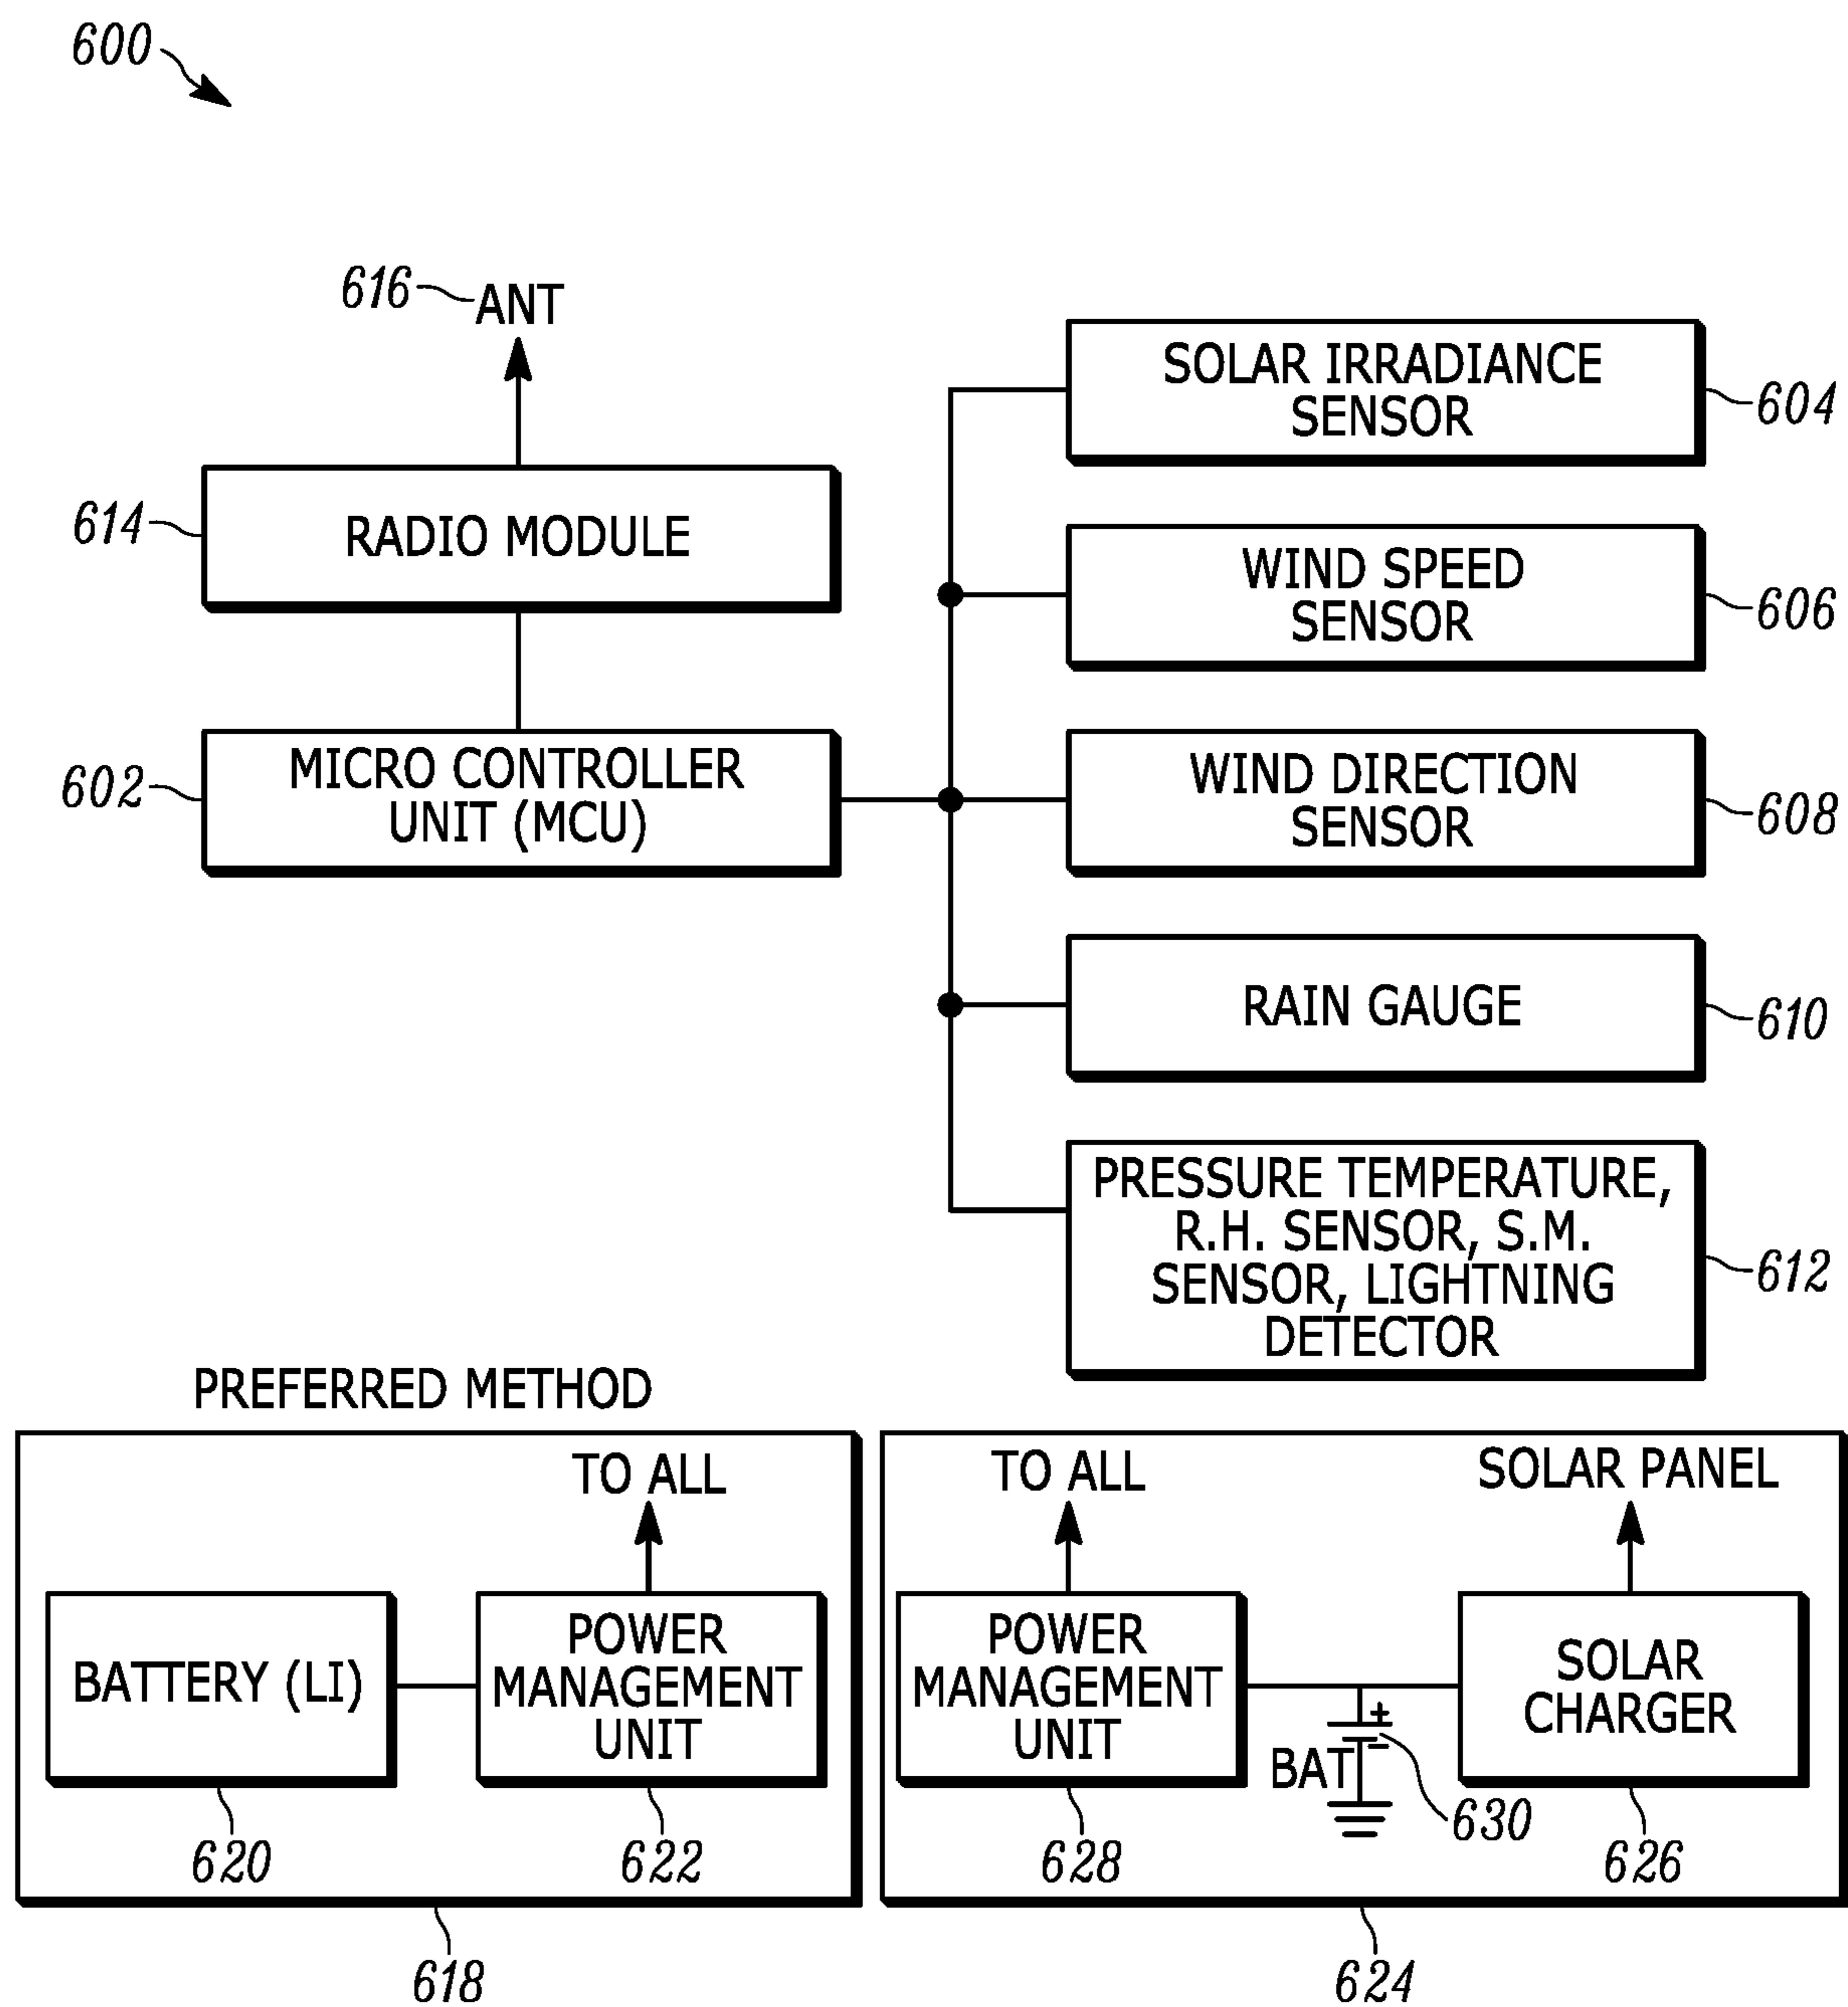 600
616
ANT
SOLAR IRRADIANCE
SENSOR
604
614
RADIO MODULE
WIND SPEED
SENSOR
606
602
MICRO CONTROLLER
UNIT (MCU)
WIND DIRECTION
SENSOR
608
RAIN GAUGE
610
PRESSURE TEMPERATURE,
R.H. SENSOR, S.M.
SENSOR, LIGHTNING
DETECTOR
612
PREFERRED METHOD
TO ALL
BATTERY (LI)
POWER
MANAGEMENT
UNIT
620
622
618
TO ALL
SOLAR PANEL
POWER
MANAGEMENT
UNIT
+
-
BAT
630
SOLAR
CHARGER
628
626
624